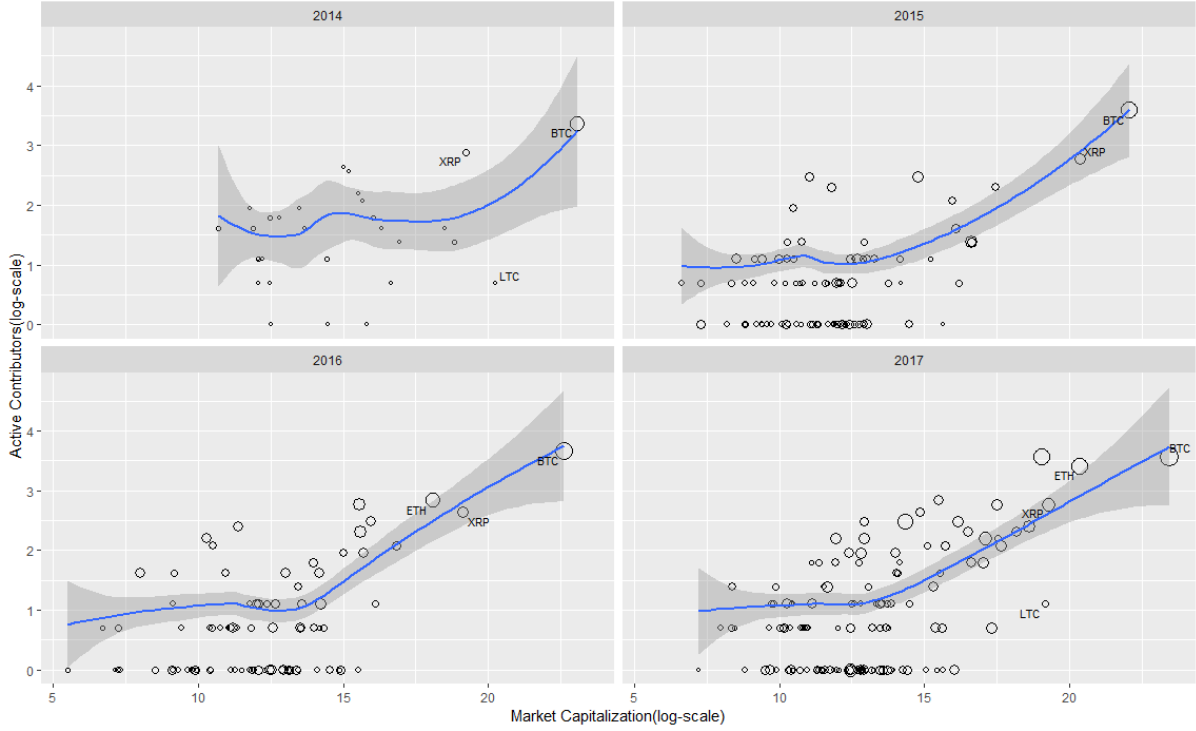 2014
2015
4
3
2
1
0
BTC
XRP
LTC
BTC
XRP
2016
2017
4
3
2
1
0
BTC
ETH
XRP
BTC
ETH
XRP
LTC
5
10
15
20
5
10
15
20
Active Contributors(log-scale)
Market Capitalization(log-scale)